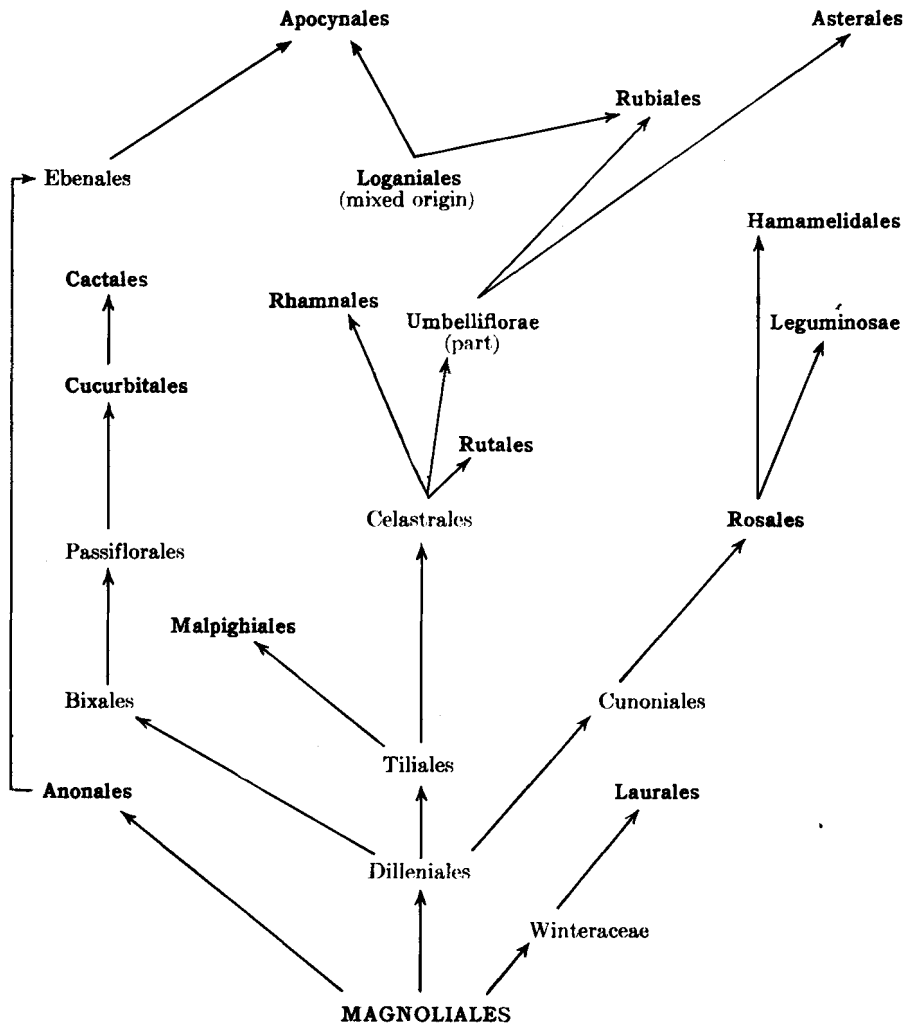 Apocynales
Asterales
Rubiales
Ebenales
Loganiales
(mixed origin)
Hamamelidales
Cactales
Rhamnales
Umbelliflorae
(part)
Leguminosae
Cucurbitales
Rutales
Celastrales
Rosales
Passiflorales
Malpighiales
Bixales
Cunoniales
Tiliales
Anonales
Laurales
Dilleniales
Winteraceae
MAGNOLIALES